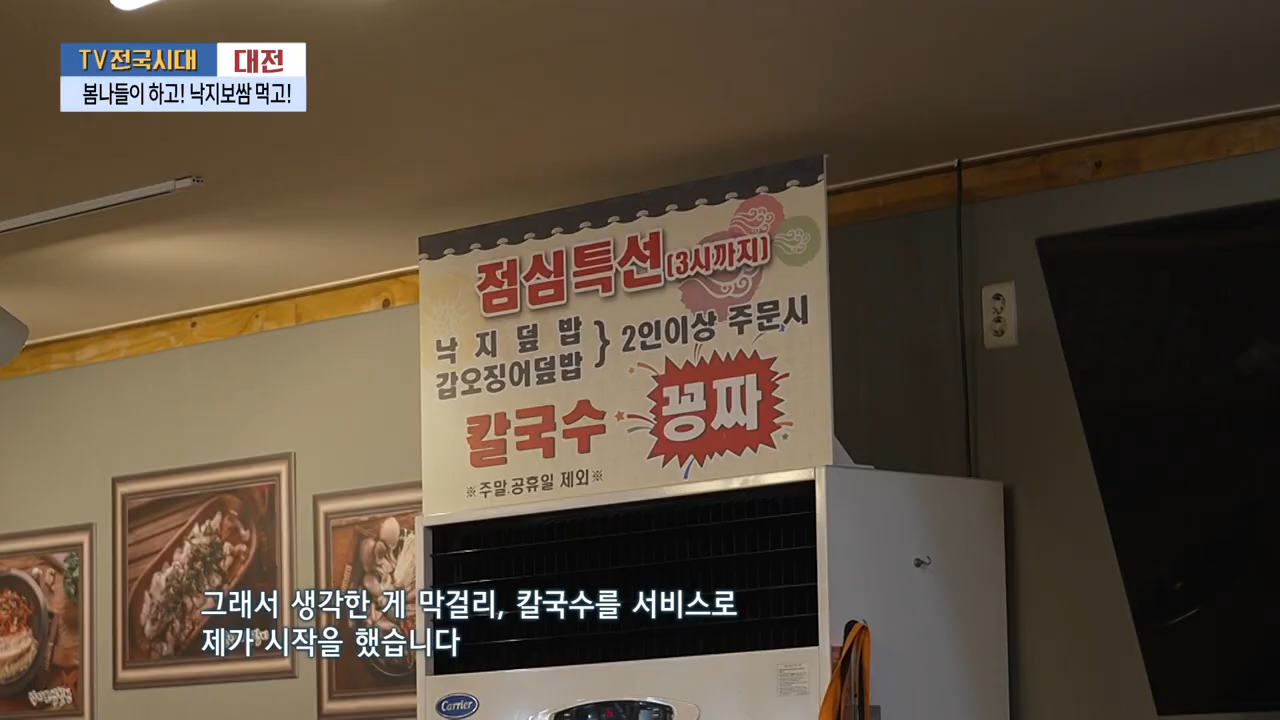 TV전국시대 대전
봄나들이 하고! 낙지보쌈 먹고!
점심특선(3시까지)
낙지덮밥
갑오징어덮밥
} 2인이상 주문시
칼국수 꽁짜
※주말.공휴일 제외※
그래서 생각한 게 막걸리, 칼국수를 서비스로
제가 시작을 했습니다
Carrier